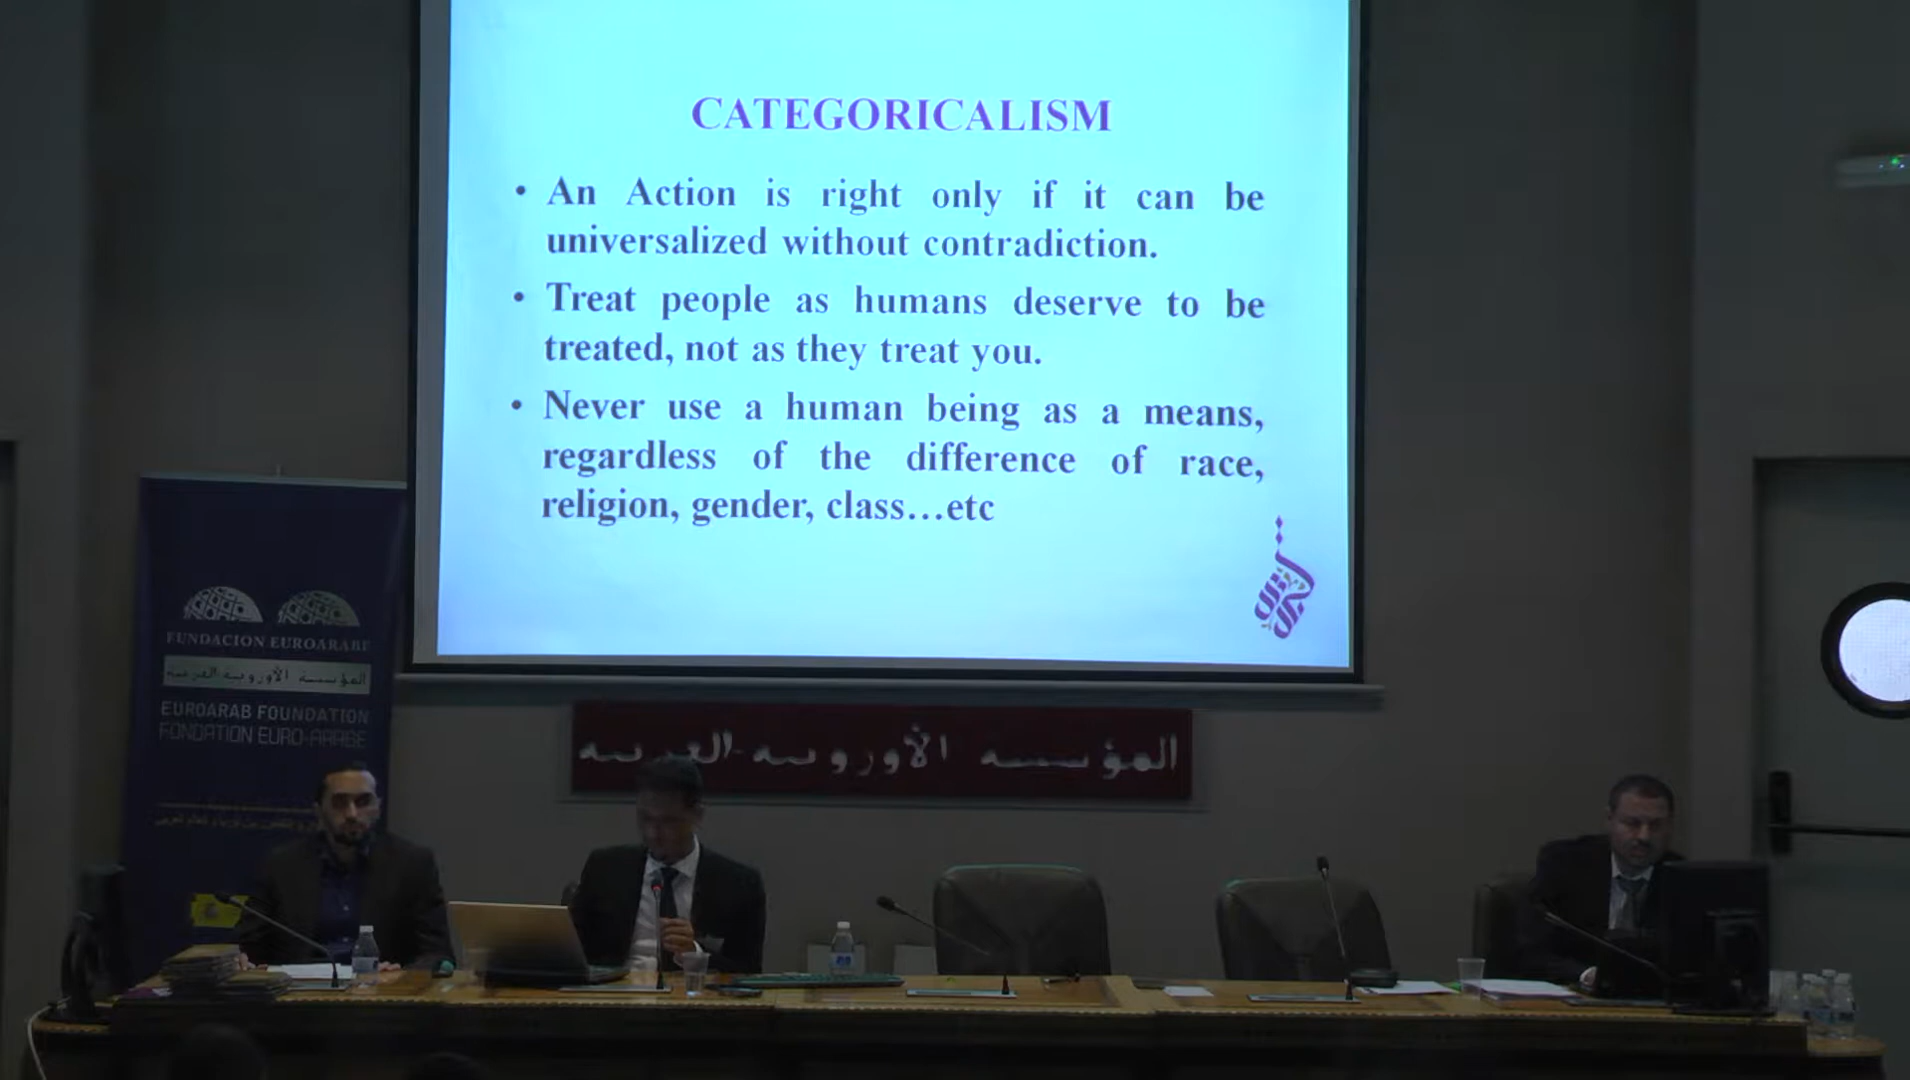 CATEGORICALISM
• An Action is right only if it can be
universalized without contradiction.
• Treat people as humans deserve to be
treated, not as they treat you.
• Never use a human being as a means,
regardless of the difference of race,
religion, gender, class…etc
FUNDACION EUROARABE
المؤسسة الأوروبية-العربية
EUROARAB FOUNDATION
FONDATION EURO-ARABE
المؤسسة الأوروبية-العربية